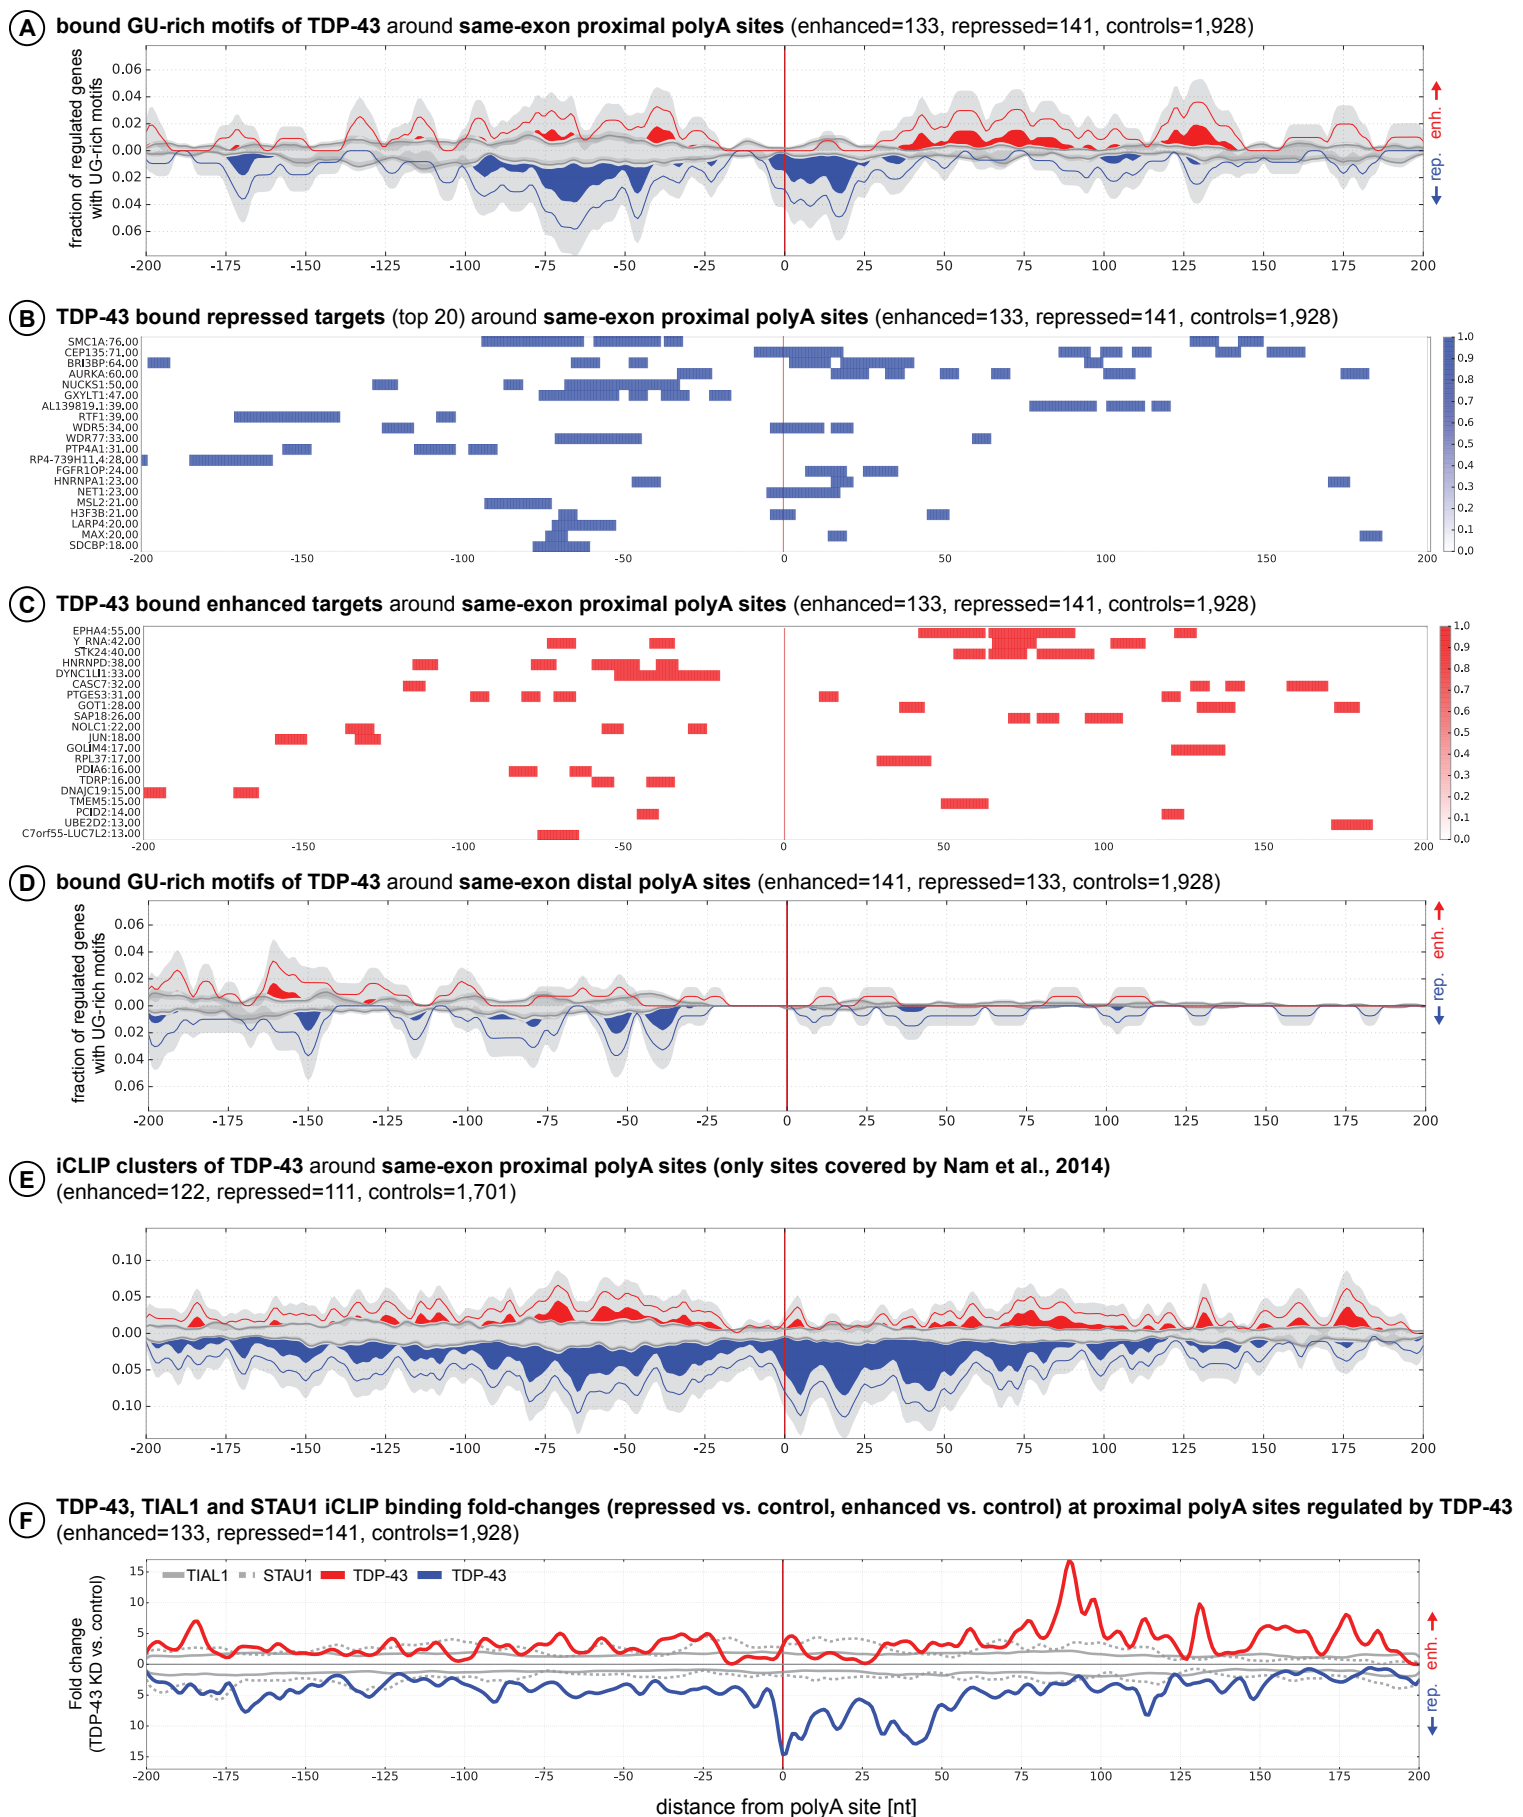 A bound GU-rich motifs of TDP-43 around same-exon proximal polyA sites (enhanced=133, repressed=141, controls=1,928)
fraction of regulated genes
with UG-rich motifs
0.06
0.04
0.02
0.00
0.02
0.04
0.06
rep. enh.
-200 -175 -150 -125 -100 -75 -50 -25 0 25 50 75 100 125 150 175 200
B TDP-43 bound repressed targets (top 20) around same-exon proximal polyA sites (enhanced=133, repressed=141, controls=1,928)
SMC1A:76.00
CEP135:71.00
BRI3BP:64.00
AURKA:60.00
NUCKS1:50.00
GXYLT1:47.00
AL139819.1:39.00
RTF1:39.00
WDR5:34.00
WDR77:33.00
PTP4A1:31.00
RP4-739H11.4:28.00
FGFR1OP:24.00
HNRNPA1:23.00
NET1:23.00
MSL2:21.00
H3F3B:21.00
LARP4:20.00
MAX:20.00
SDCBP:18.00
-200 -150 -100 -50 0 50 100 150 200
1.0
0.9
0.8
0.7
0.6
0.5
0.4
0.3
0.2
0.1
0.0
C TDP-43 bound enhanced targets around same-exon proximal polyA sites (enhanced=133, repressed=141, controls=1,928)
EPHA4:55.00
Y_RNA:42.00
STK24:40.00
HNRNPD:38.00
DYNC1LI1:33.00
CASC7:32.00
PTGES3:31.00
GOT1:28.00
SAP18:26.00
NOLC1:22.00
JUN:18.00
GOLIM4:17.00
RPL37:17.00
PDIA6:16.00
TDRP:16.00
DNAJC19:15.00
TMEM5:15.00
PCID2:14.00
UBE2D2:13.00
C7orf55-LUC7L2:13.00
-200 -150 -100 -50 0 50 100 150 200
1.0
0.9
0.8
0.7
0.6
0.5
0.4
0.3
0.2
0.1
0.0
D bound GU-rich motifs of TDP-43 around same-exon distal polyA sites (enhanced=141, repressed=133, controls=1,928)
fraction of regulated genes
with UG-rich motifs
0.06
0.04
0.02
0.00
0.02
0.04
0.06
rep. enh.
-200 -175 -150 -125 -100 -75 -50 -25 0 25 50 75 100 125 150 175 200
E iCLIP clusters of TDP-43 around same-exon proximal polyA sites (only sites covered by Nam et al., 2014)
(enhanced=122, repressed=111, controls=1,701)
0.10
0.05
0.00
0.05
0.10
-200 -175 -150 -125 -100 -75 -50 -25 0 25 50 75 100 125 150 175 200
F TDP-43, TIAL1 and STAU1 iCLIP binding fold-changes (repressed vs. control, enhanced vs. control) at proximal polyA sites regulated by TDP-43
(enhanced=133, repressed=141, controls=1,928)
Fold change
(TDP-43 KD vs. control)
15
10
5
0
5
10
15
TIAL1 STAU1 TDP-43 TDP-43
rep. enh.
-200 -175 -150 -125 -100 -75 -50 -25 0 25 50 75 100 125 150 175 200
distance from polyA site [nt]